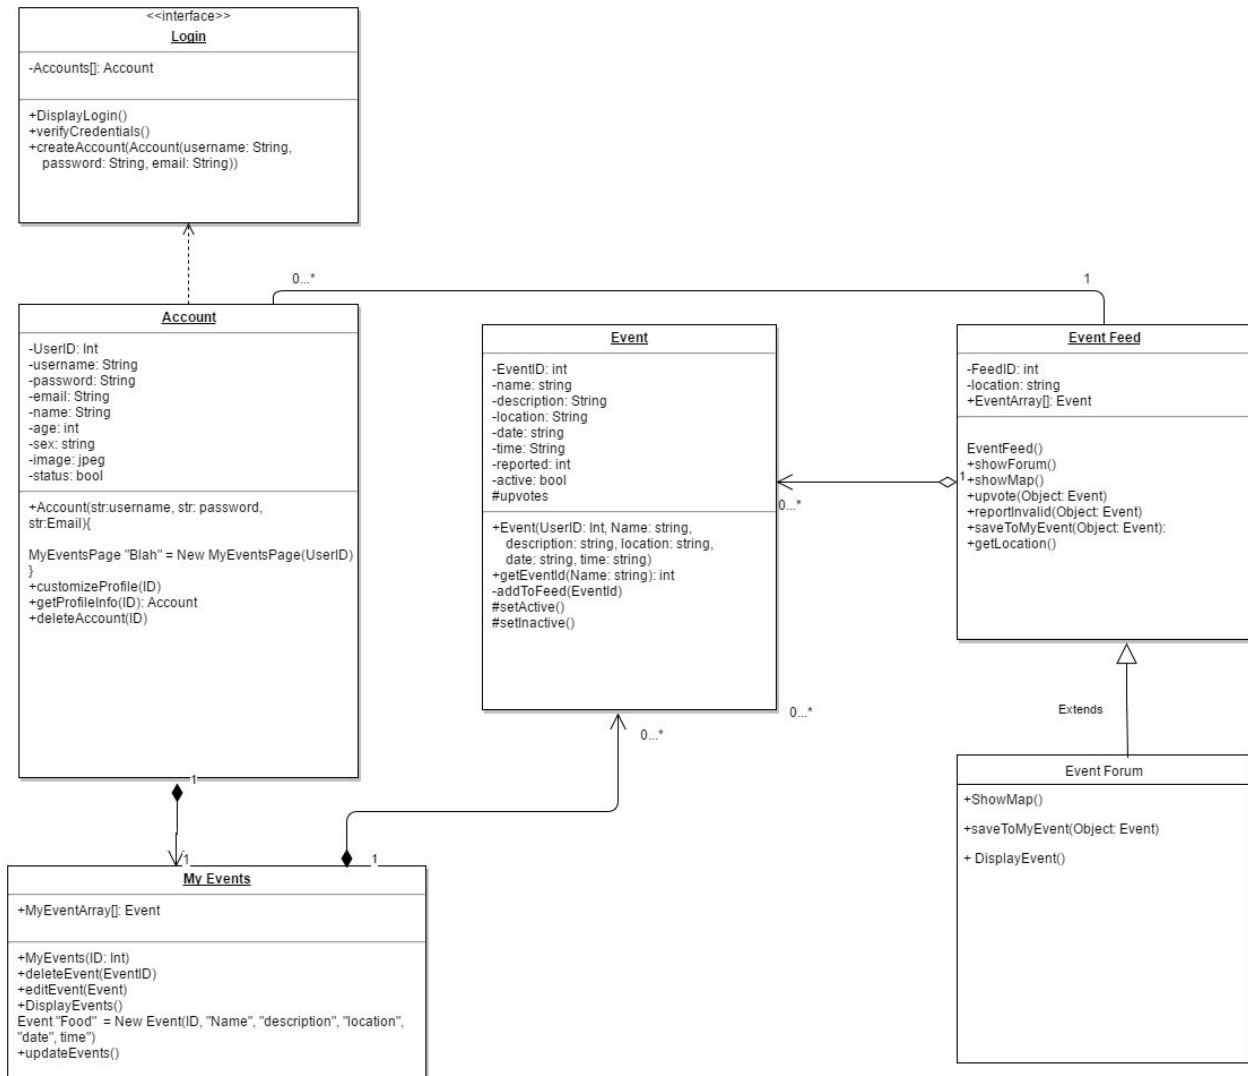 <<interface>>
Login
-Accounts[]: Account
+DisplayLogin()
+verifyCredentials()
+createAccount(Account(username: String,
password: String, email: String))
0...*
1
Account
-UserID: Int
-username: String
-password: String
-email: String
-name: String
-age: int
-sex: string
-image: jpeg
-status: bool
+Account(str:username, str: password,
str:Email){
MyEventsPage "Blah" = New MyEventsPage(UserID)
}
+customizeProfile(ID)
+getProfileInfo(ID): Account
+deleteAccount(ID)
1
1
Event
-EventID: int
-name: string
-description: String
-location: String
-date: string
-time: String
-reported: int
-active: bool
#upvotes
+Event(UserID: Int, Name: string,
description: string, location: string,
date: string, time: string)
+getEventId(Name: string): int
-addToFeed(EventId)
#setActive()
#setInactive()
0...*
1
0...*
0...*
Event Feed
-FeedID: int
-location: string
+EventArray[]: Event
EventFeed()
+showForum()
+showMap()
+upvote(Object: Event)
+reportInvalid(Object: Event)
+saveToMyEvent(Object: Event):
+getLocation()
Extends
Event Forum
+ShowMap()
+saveToMyEvent(Object: Event)
+ DisplayEvent()
1
My Events
+MyEventArray[]: Event
+MyEvents(ID: Int)
+deleteEvent(EventID)
+editEvent(Event)
+DisplayEvents()
Event "Food" = New Event(ID, "Name", "description", "location",
"date", time")
+updateEvents()